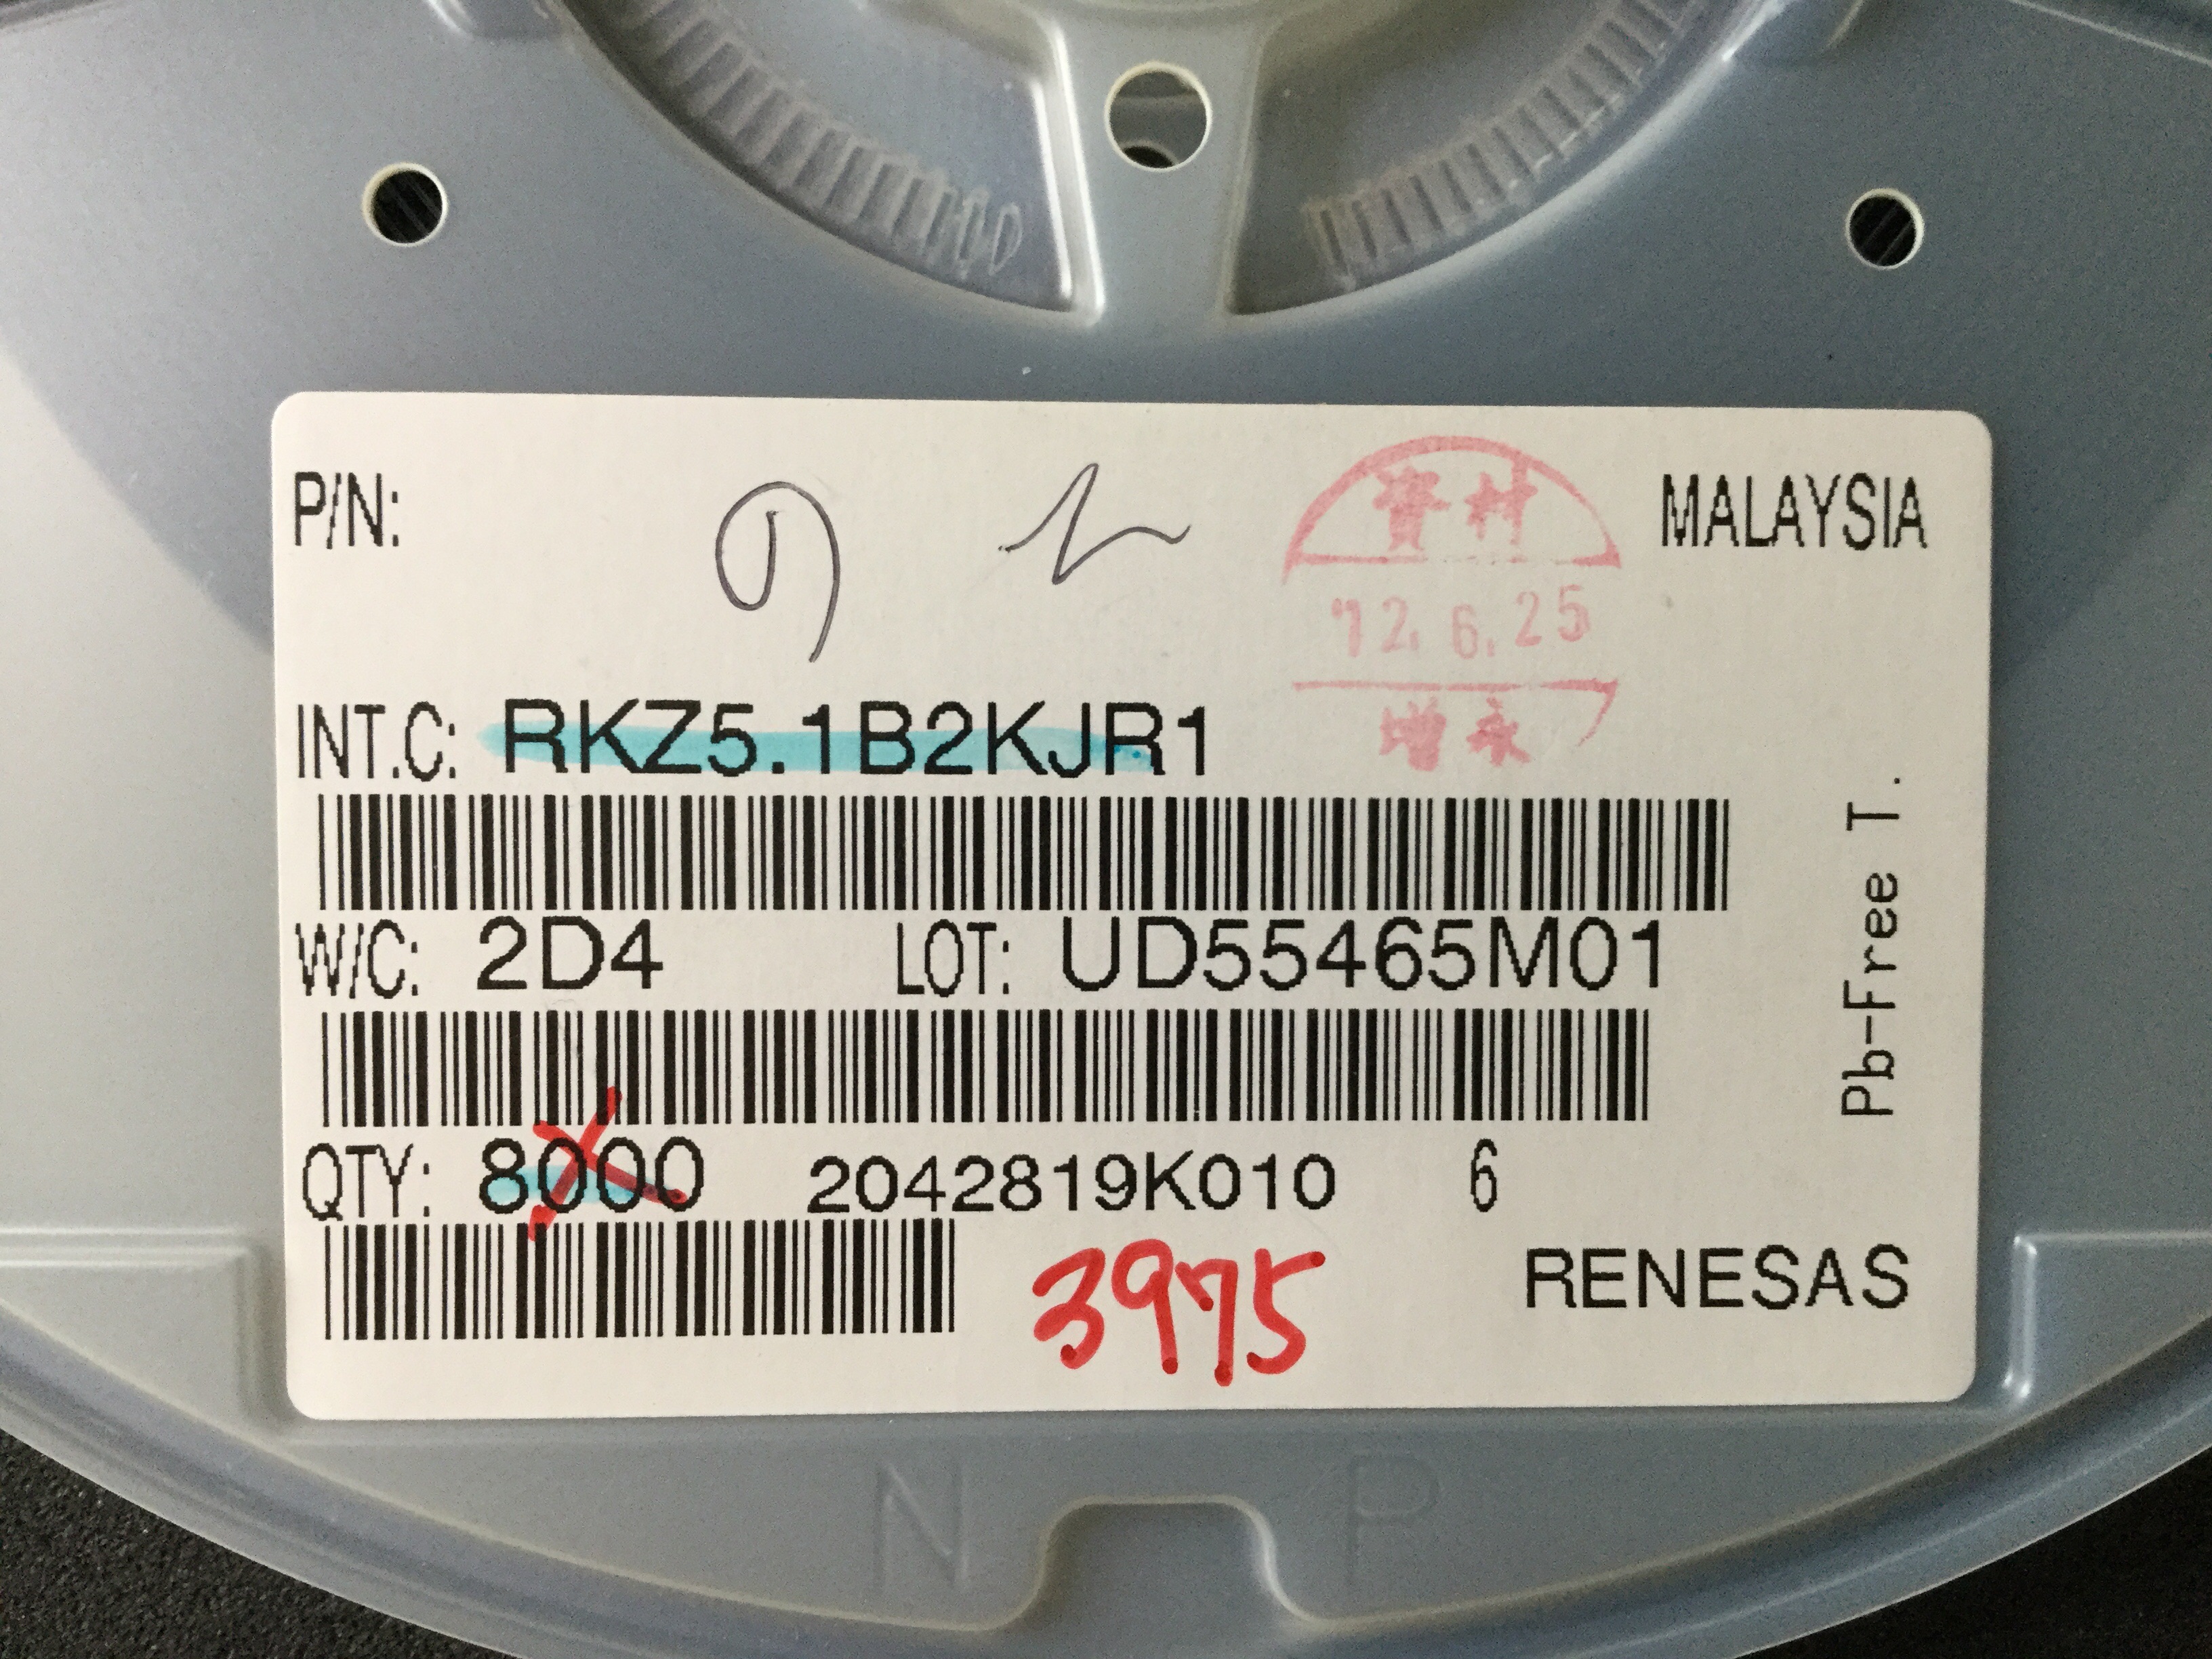 P/N:
資材
MALAYSIA
'12. 6. 25
INT.C: RKZ5.1B2KJR1
増永
W/C: 2D4 LOT: UD55465M01
Pb-Free T.
QTY: 8000 2042819K010 6
3975
RENESAS
N P